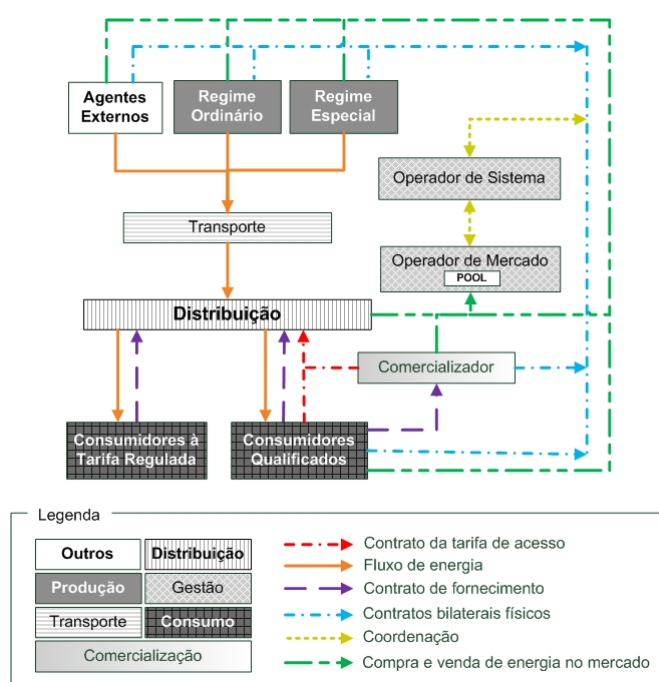 Agentes
Externos
Regime
Ordinário
Regime
Especial
Operador de Sistema
Transporte
Operador de Mercado
POOL
Distribuição
Comercializador
Consumidores à
Tarifa Regulada
Consumidores
Qualificados
Legenda
Outros
Distribuição
Produção
Gestão
Transporte
Consumo
Comercialização
Contrato da tarifa de acesso
Fluxo de energia
Contrato de fornecimento
Contratos bilaterais físicos
Coordenação
Compra e venda de energia no mercado